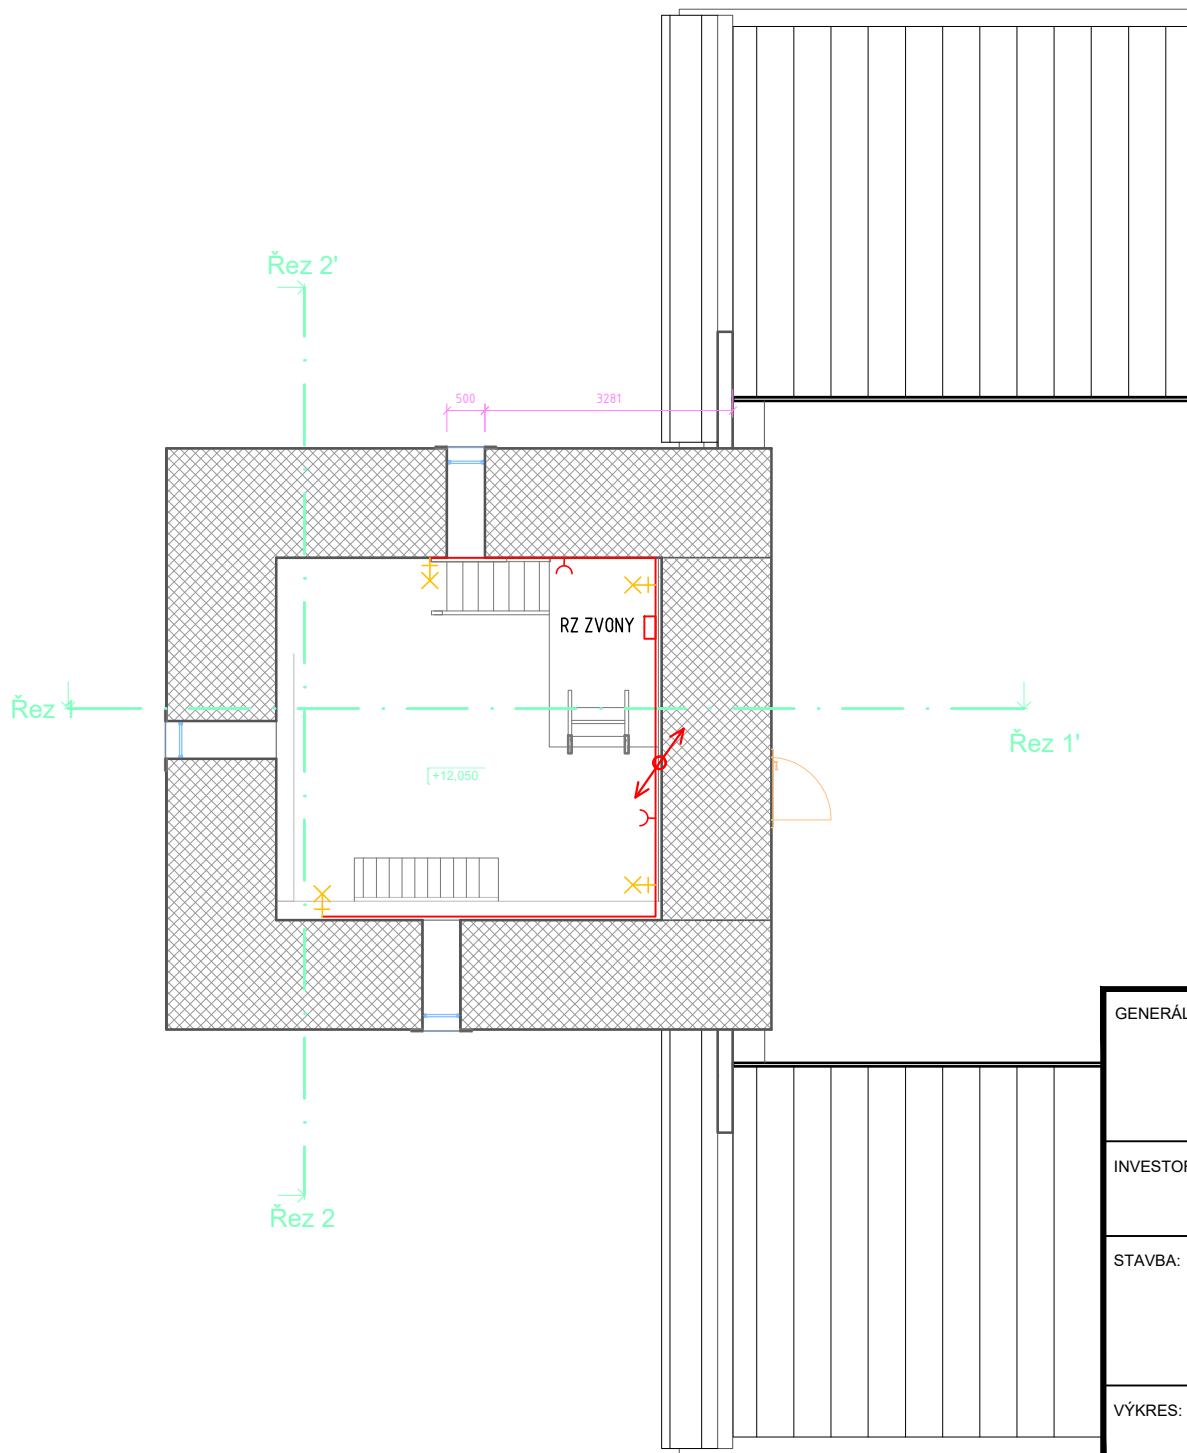 Řez 2'
500
3281
RZ ZVONY
Řez 1
Řez 1'
+12,050
Řez 2
GENERÁL
INVESTOR
STAVBA:
VÝKRES: